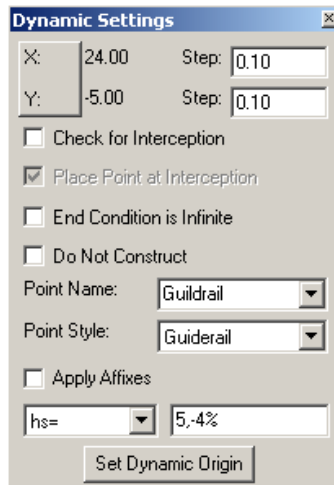 Dynamic Settings
X: 24.00 Step: 0.10
Y: -5.00 Step: 0.10
Check for Interception
Place Point at Interception
End Condition is Infinite
Do Not Construct
Point Name: Guildrail
Point Style: Guiderail
Apply Affixes
hs= 5,-4%
Set Dynamic Origin